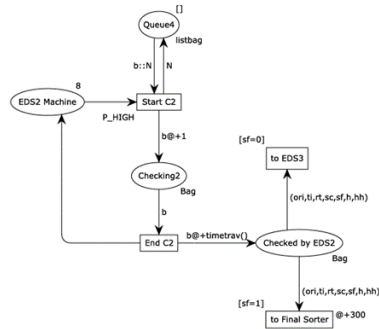 []
Queue4
listbag
b::N
N
8
EDS2 Machine
Start C2
P_HIGH
b@+1
[sf=0]
to EDS3
Checking2
Bag
(ori,ti,rt,sc,sf,h,hh)
b
b@+timetrav()
End C2
Checked by EDS2
Bag
(ori,ti,rt,sc,sf,h,hh)
[sf=1]
to Final Sorter
@+300